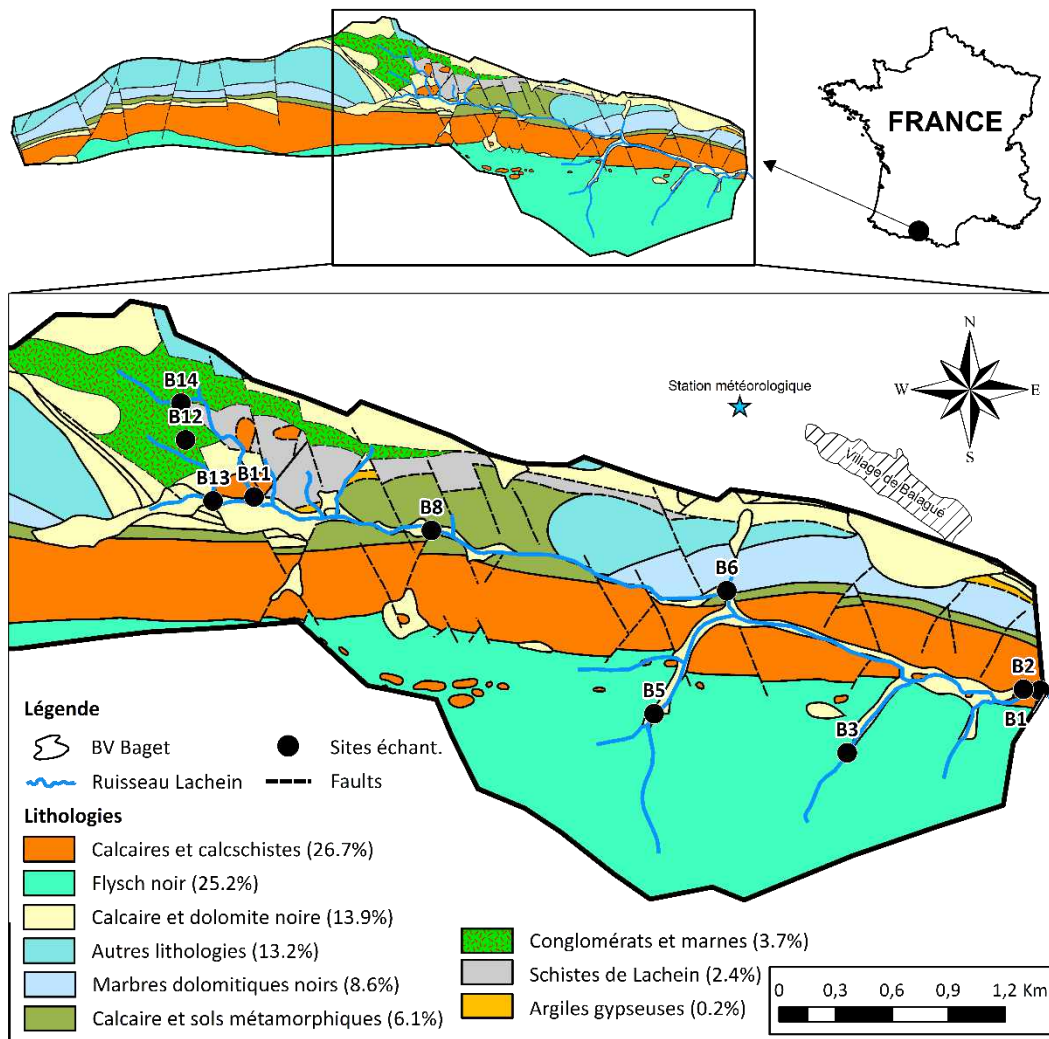 FRANCE
N
W
E
S
Station météorologique
Village de Balagué
B14
B12
B13
B11
B8
B6
B5
B3
B2
B1
Légende
BV Baget
Sites échant.
Ruisseau Lachein
Faults
Lithologies
Calcaires et calcschistes (26.7%)
Flysch noir (25.2%)
Calcaire et dolomite noire (13.9%)
Autres lithologies (13.2%)
Marbres dolomitiques noirs (8.6%)
Calcaire et sols métamorphiques (6.1%)
Conglomérats et marnes (3.7%)
Schistes de Lachein (2.4%)
Argiles gypseuses (0.2%)
0 0,3 0,6 0,9 1,2 Km